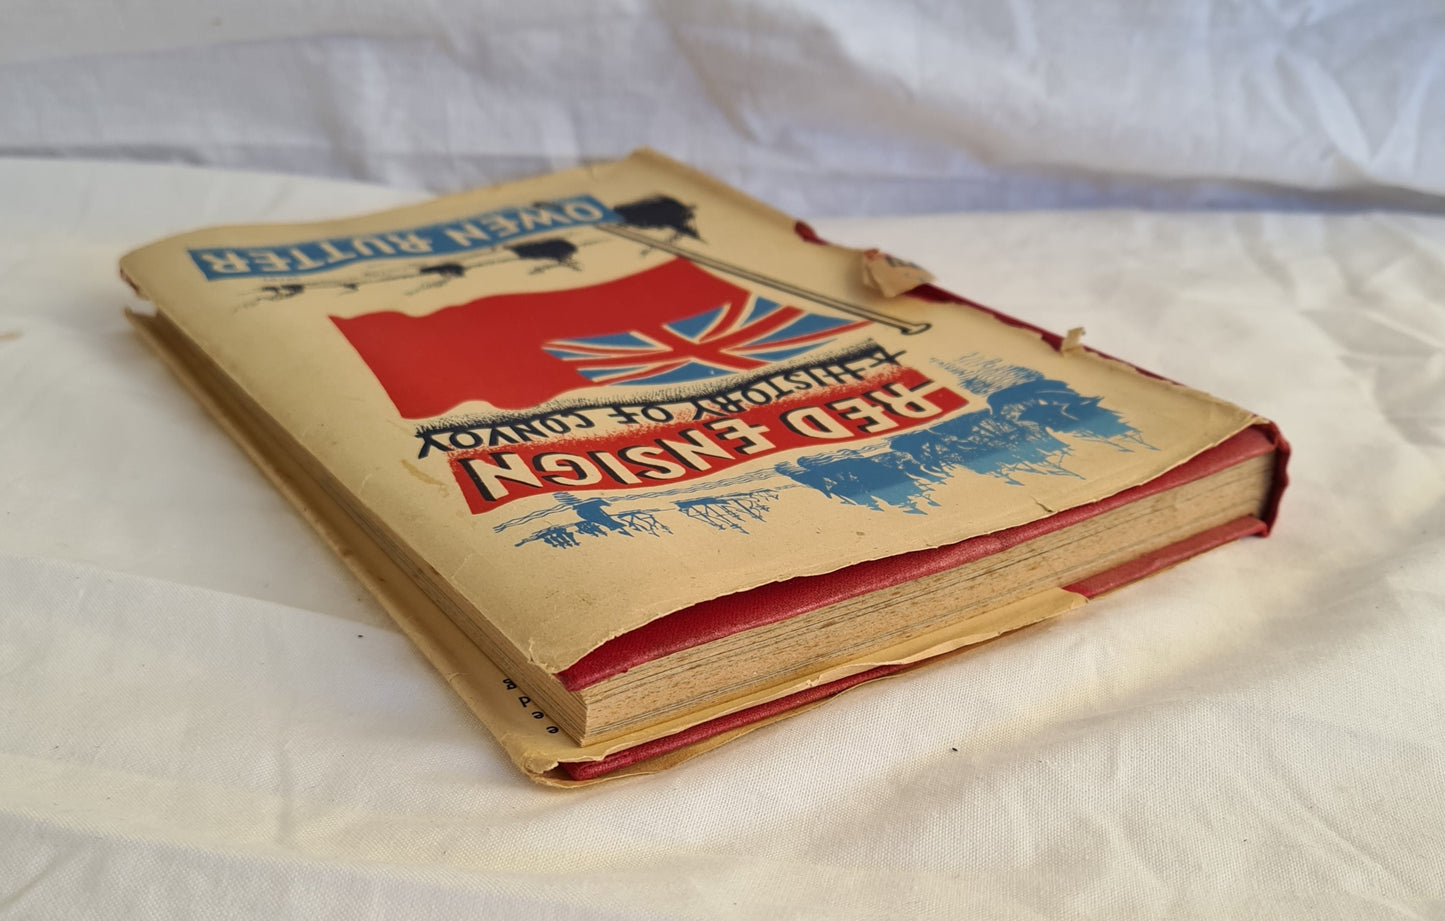 RED ENSIGN
A HISTORY OF CONVOY
OWEN RUTTER